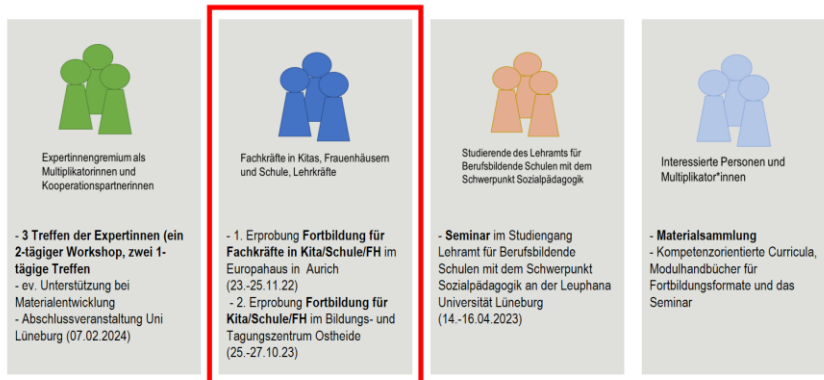 Expertinnengremium als
Multiplikatorinnen und
Kooperationspartnerinnen
- 3 Treffen der Expertinnen (ein
2-tägiger Workshop, zwei 1-
tägige Treffen
- ev. Unterstützung bei
Materialentwicklung
- Abschlussveranstaltung Uni
Lüneburg (07.02.2024)
Fachkräfte in Kitas, Frauenhäusern
und Schule, Lehrkräfte
- 1. Erprobung Fortbildung für
Fachkräfte in Kita/Schule/FH im
Europahaus in Aurich
(23.-25.11.22)
- 2. Erprobung Fortbildung für
Kita/Schule/FH im Bildungs- und
Tagungszentrum Ostheide
(25.-27.10.23)
Studierende des Lehramts für
Berufsbildende Schulen mit dem
Schwerpunkt Sozialpädagogik
- Seminar im Studiengang
Lehramt für Berufsbildende
Schulen mit dem Schwerpunkt
Sozialpädagogik an der Leuphana
Universität Lüneburg
(14.-16.04.2023)
Interessierte Personen und
Multiplikator*innen
- Materialsammlung
- Kompetenzorientierte Curricula,
Modulhandbücher für
Fortbildungsformate und das
Seminar